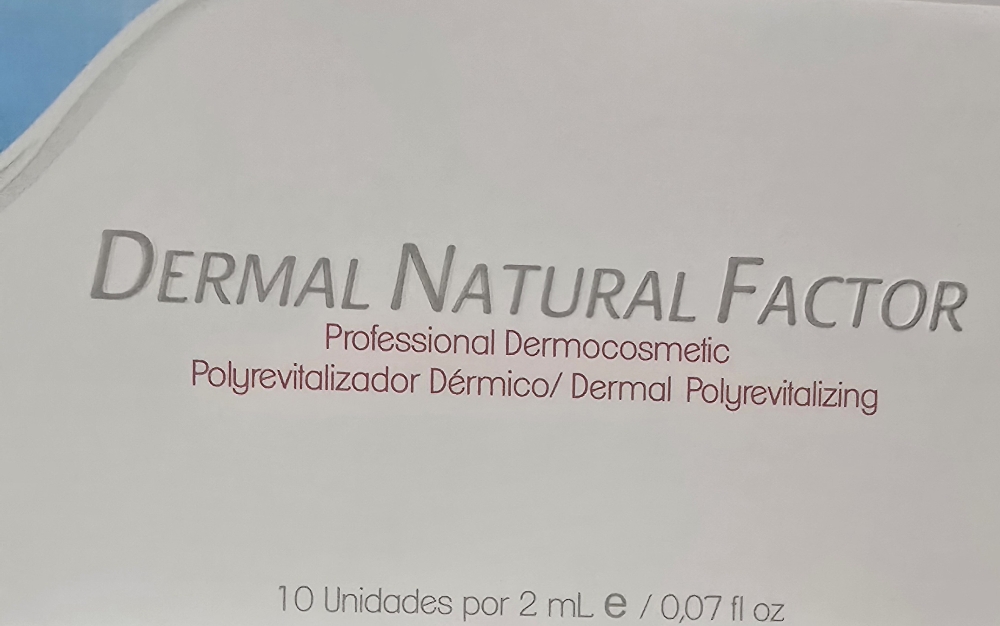 DERMAL NATURAL FACTOR
Professional Dermocosmetic
Polyrevitalizador Dérmico/ Dermal Polyrevitalizing
10 Unidades por 2 mL e / 0,07 fl oz